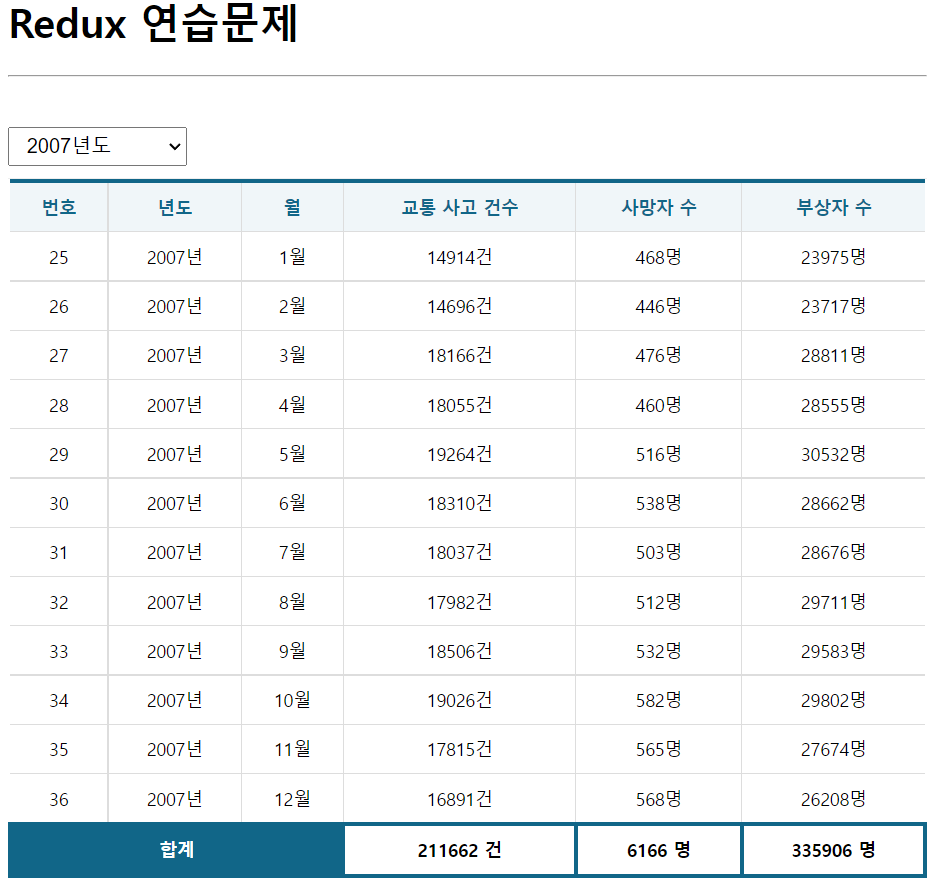 Redux 연습문제
2007년도
번호 년도 월 교통 사고 건수 사망자 수 부상자 수
25 2007년 1월 14914건 468명 23975명
26 2007년 2월 14696건 446명 23717명
27 2007년 3월 18166건 476명 28811명
28 2007년 4월 18055건 460명 28555명
29 2007년 5월 19264건 516명 30532명
30 2007년 6월 18310건 538명 28662명
31 2007년 7월 18037건 503명 28676명
32 2007년 8월 17982건 512명 29711명
33 2007년 9월 18506건 532명 29583명
34 2007년 10월 19026건 582명 29802명
35 2007년 11월 17815건 565명 27674명
36 2007년 12월 16891건 568명 26208명
합계 211662 건 6166 명 335906 명